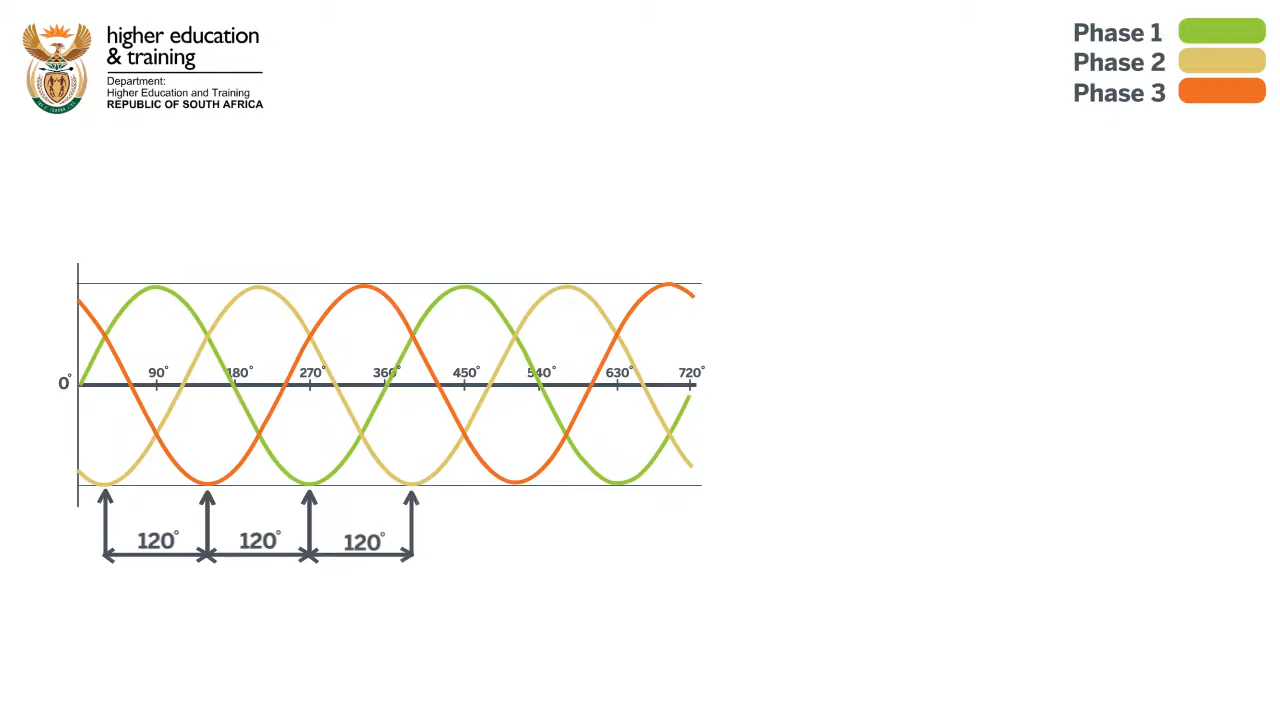 higher education
& training
Department:
Higher Education and Training
REPUBLIC OF SOUTH AFRICA
Phase 1
Phase 2
Phase 3
0°
90°
180°
270°
360°
450°
540°
630°
720°
120°
120°
120°